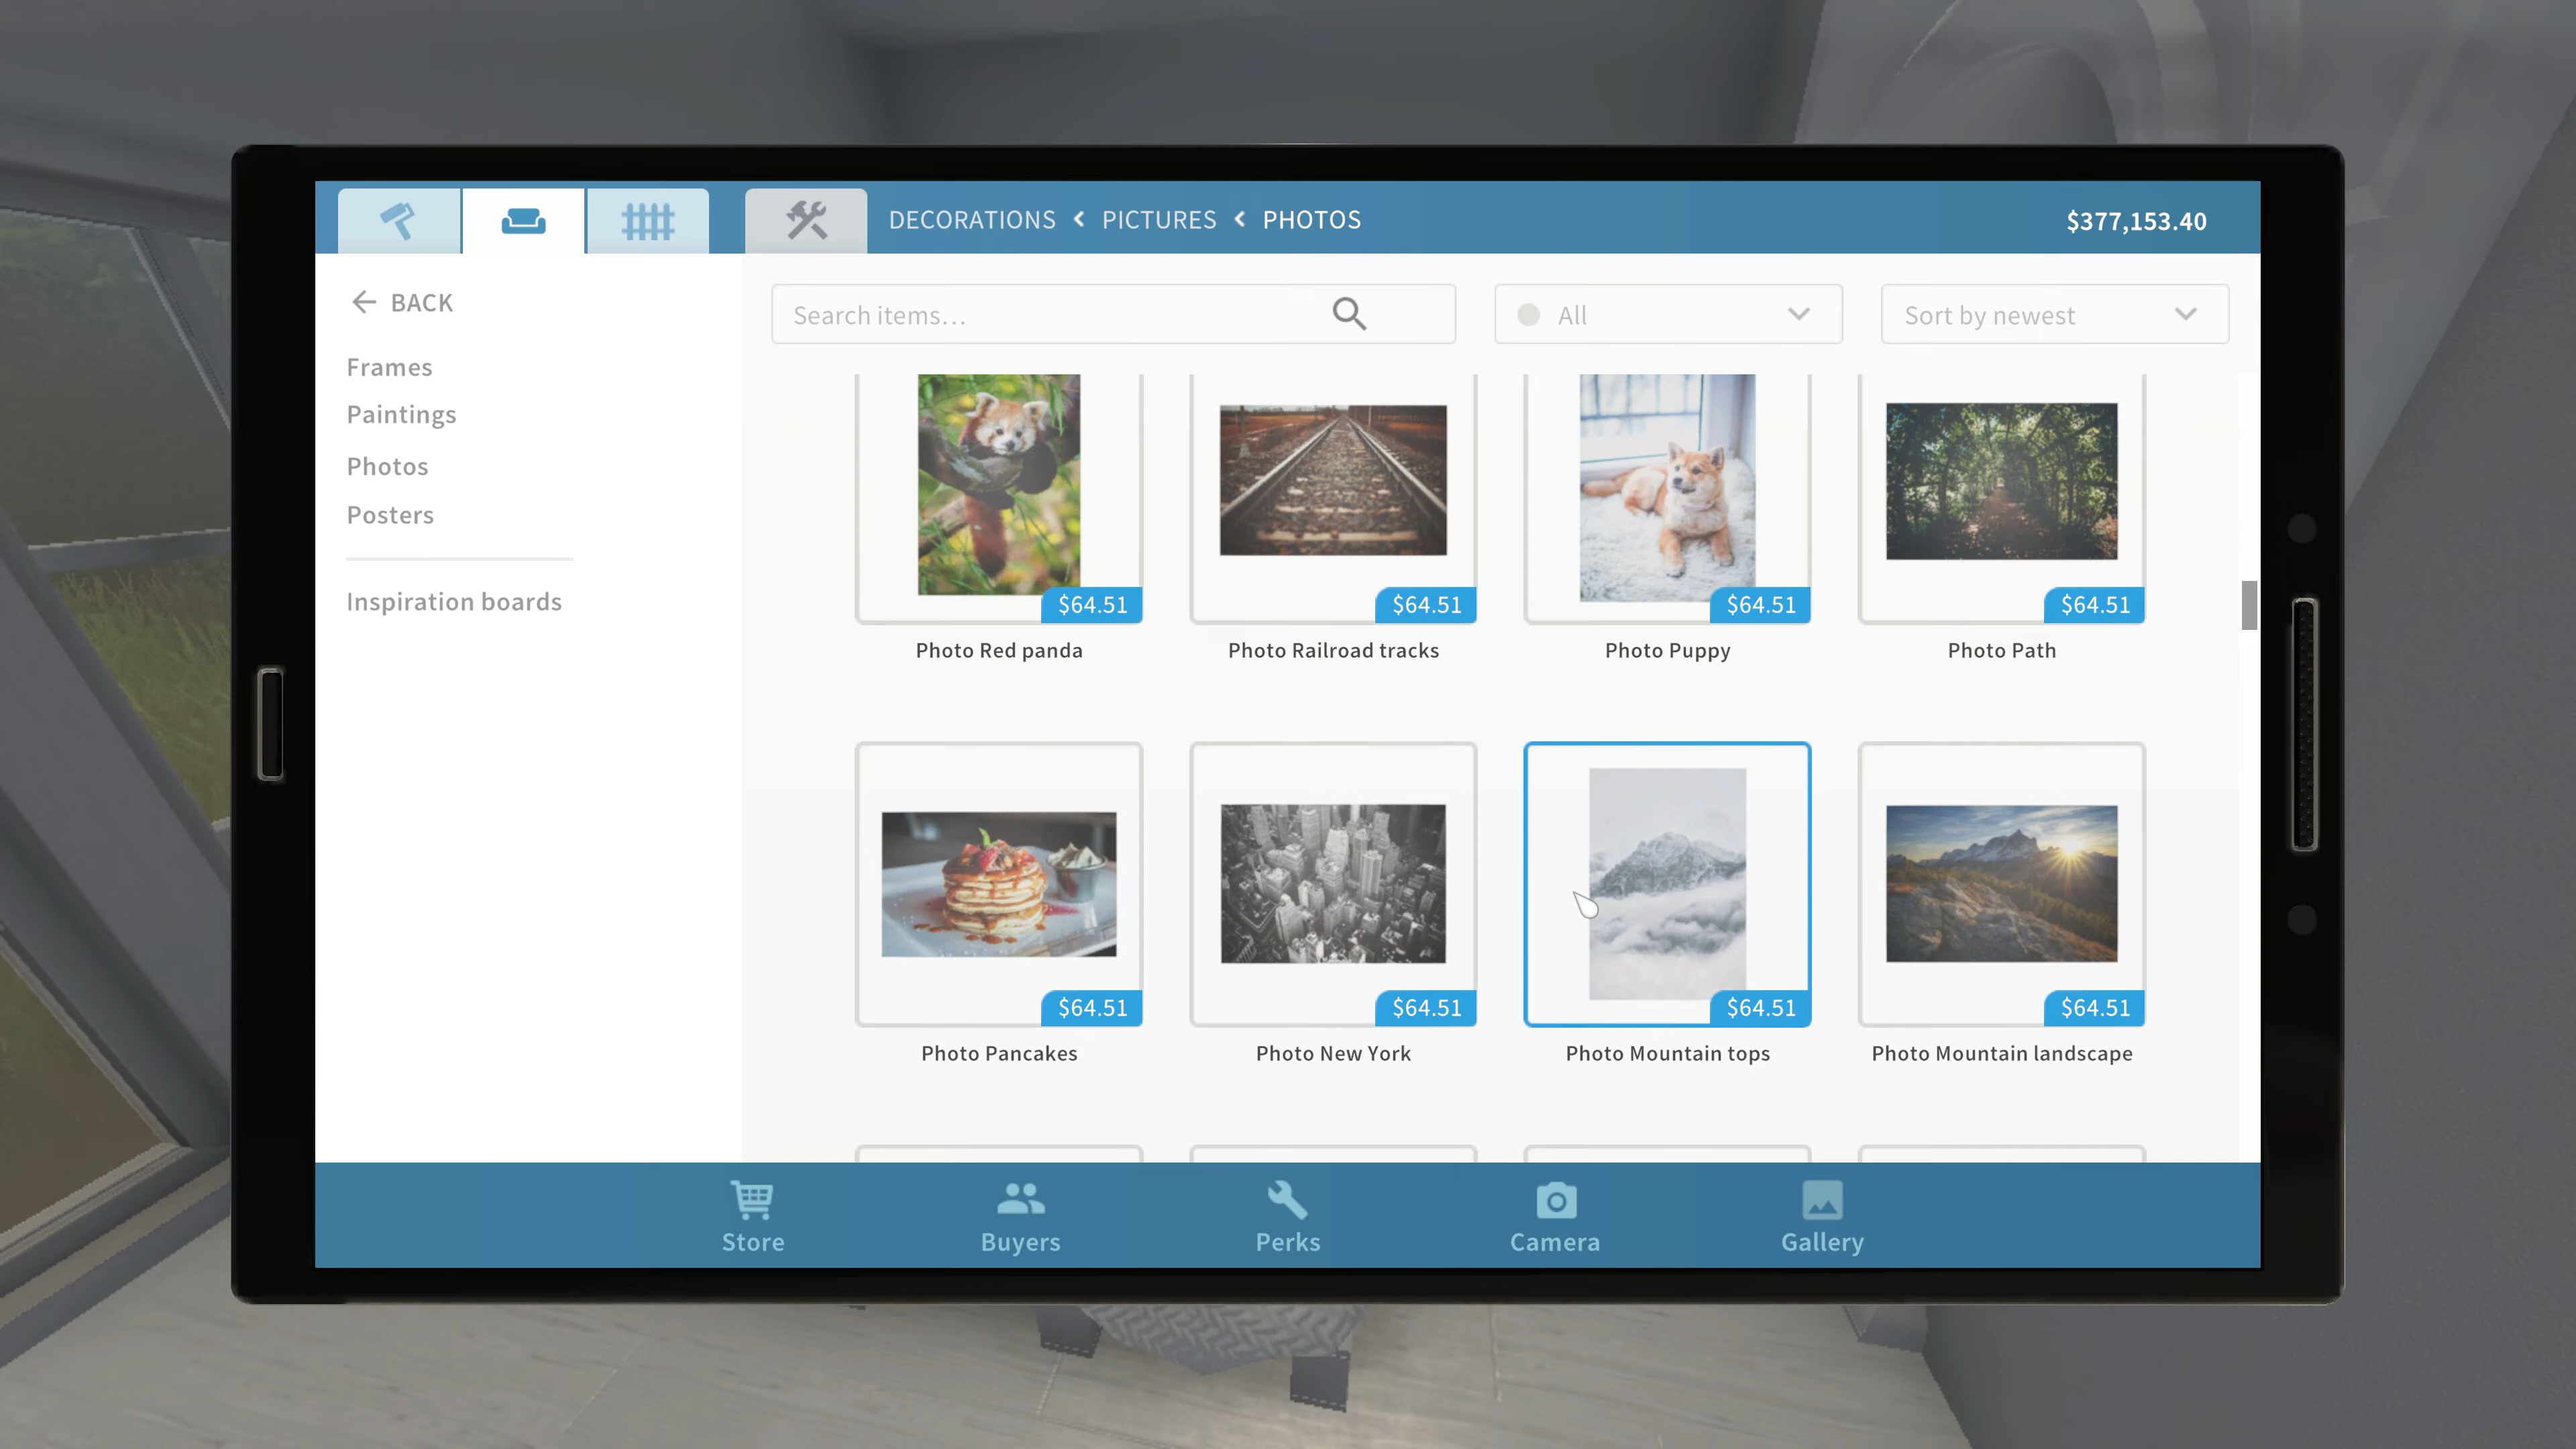 DECORATIONS < PICTURES < PHOTOS
$377,153.40
BACK
Search items...
All
Sort by newest
Frames
Paintings
Photos
Posters
Inspiration boards
$64.51
$64.51
$64.51
$64.51
Photo Red panda
Photo Railroad tracks
Photo Puppy
Photo Path
$64.51
$64.51
$64.51
$64.51
Photo Pancakes
Photo New York
Photo Mountain tops
Photo Mountain landscape
Store
Buyers
Perks
Camera
Gallery